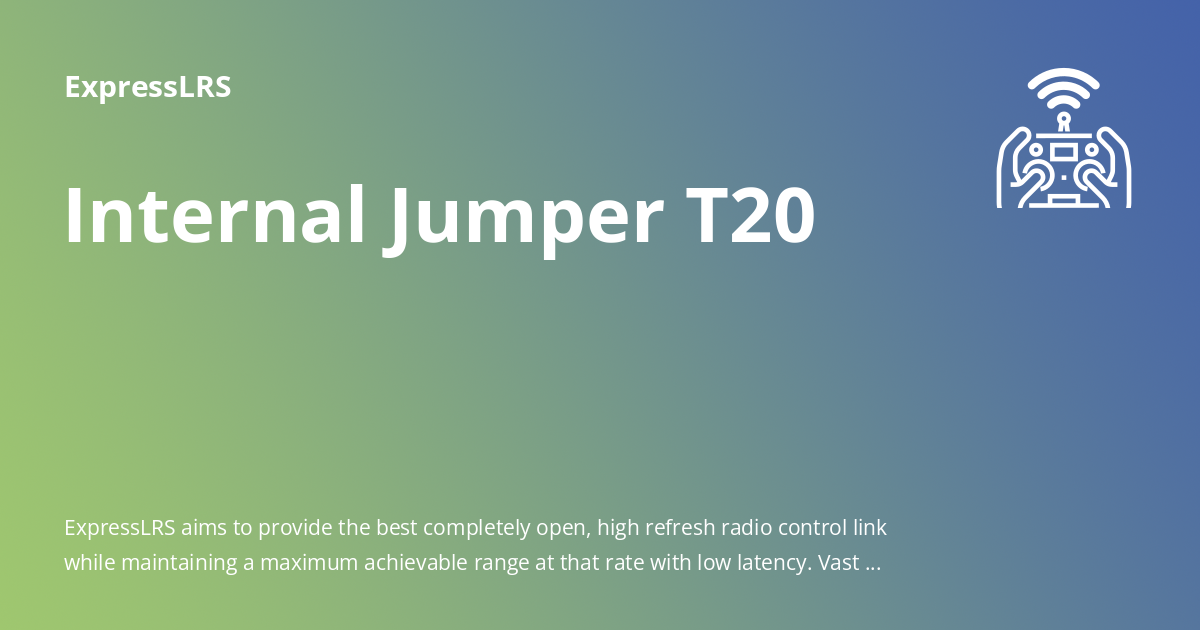 ExpressLRS
Internal Jumper T20
ExpressLRS aims to provide the best completely open, high refresh radio control link
while maintaining a maximum achievable range at that rate with low latency. Vast ...